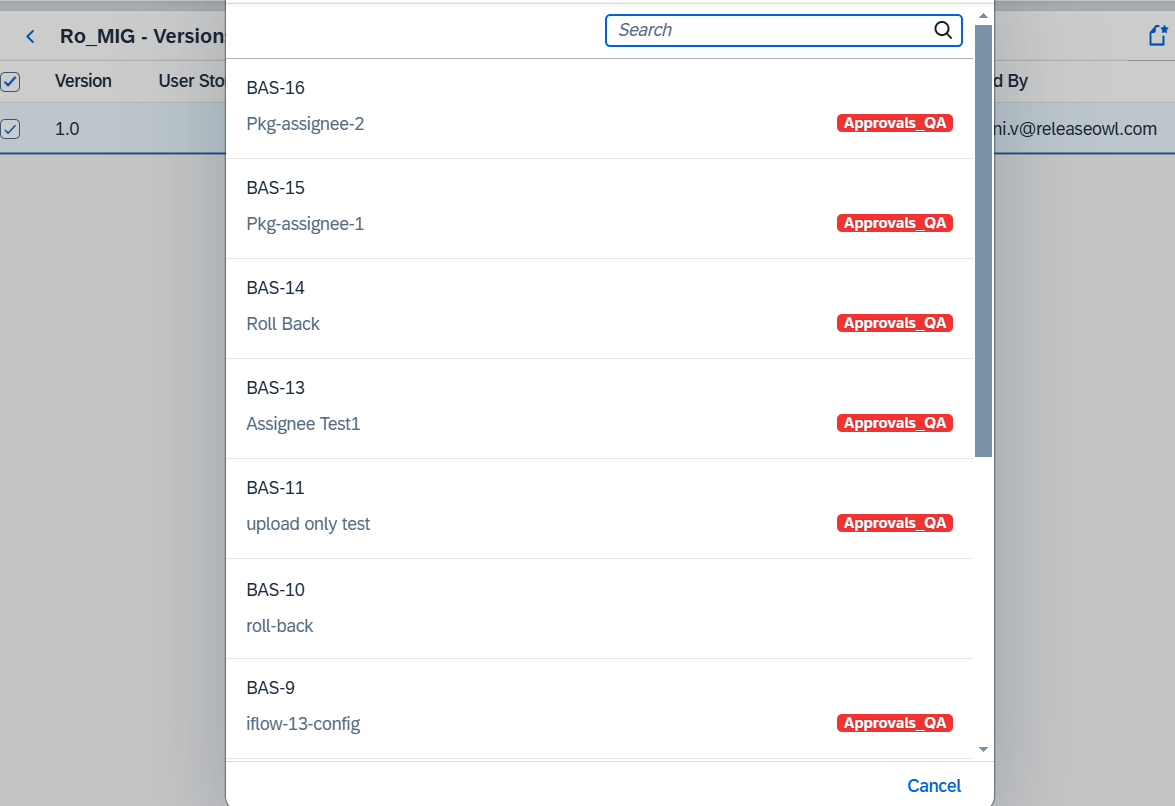 Search
Ro_MIG - Version
Version User Sto d By
1.0 ni.v@releaseowl.com
BAS-16
Pkg-assignee-2 Approvals_QA
BAS-15
Pkg-assignee-1 Approvals_QA
BAS-14
Roll Back Approvals_QA
BAS-13
Assignee Test1 Approvals_QA
BAS-11
upload only test Approvals_QA
BAS-10
roll-back
BAS-9
iflow-13-config Approvals_QA
Cancel